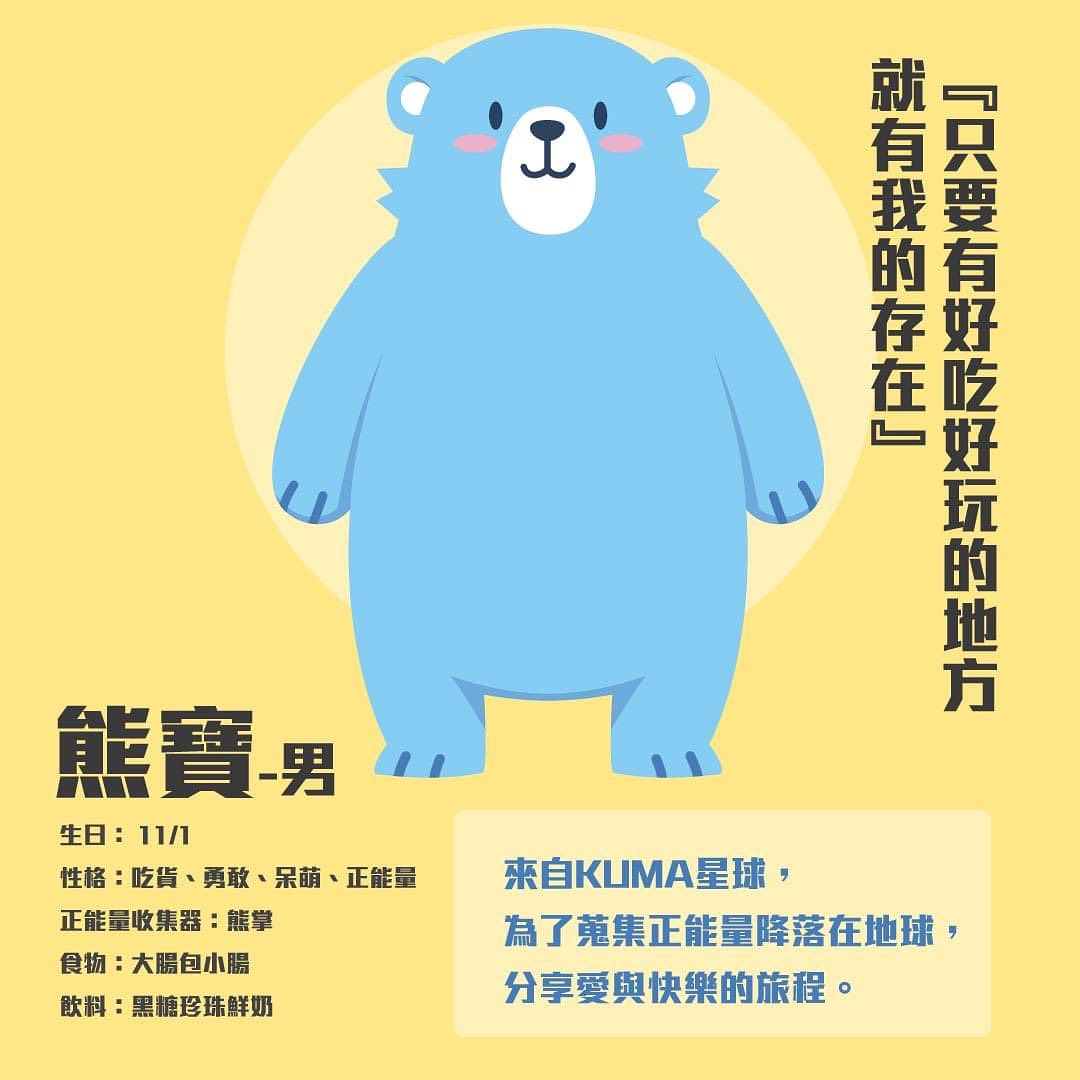 『只要有好吃好玩的地方
就有我的存在』
熊寶-男
生日： 11/1
性格：吃貨、勇敢、呆萌、正能量
正能量收集器：熊掌
食物：大腸包小腸
飲料：黑糖珍珠鮮奶
來自KUMA星球，
為了蒐集正能量降落在地球，
分享愛與快樂的旅程。